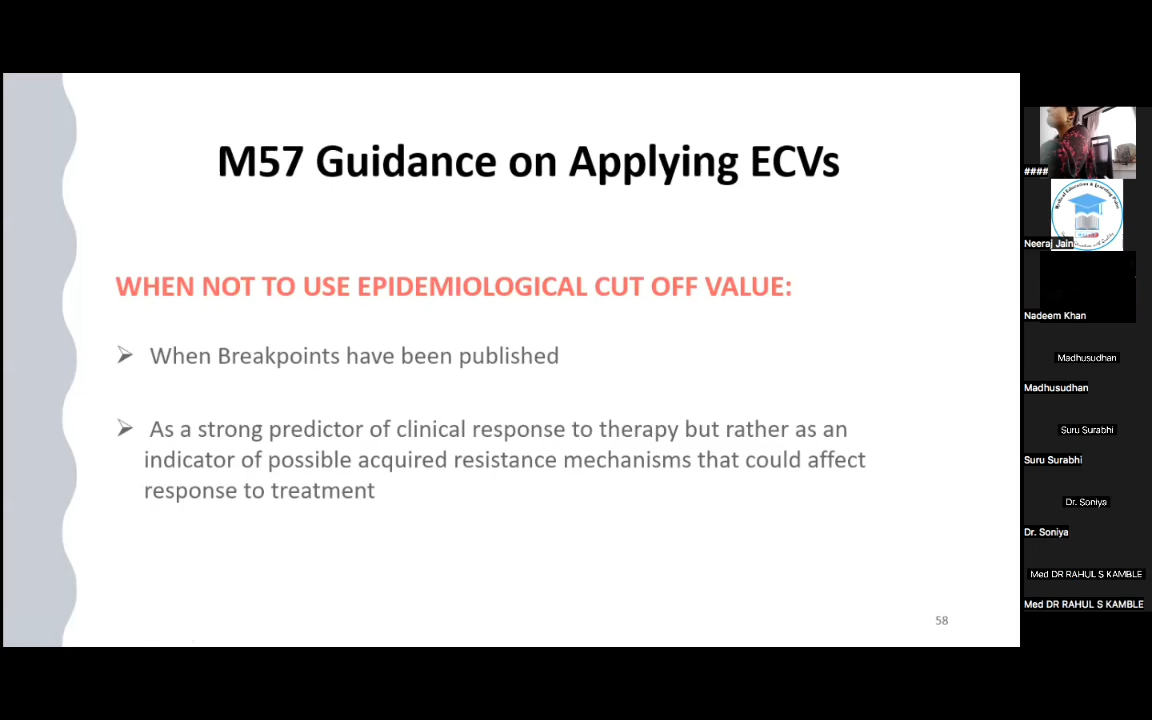 M57 Guidance on Applying ECVs
WHEN NOT TO USE EPIDEMIOLOGICAL CUT OFF VALUE:
➢ When Breakpoints have been published
➢ As a strong predictor of clinical response to therapy but rather as an
indicator of possible acquired resistance mechanisms that could affect
response to treatment
58
####
Neeraj Jain
Nadeem Khan
Madhusudhan
Madhusudhan
Suru Surabhi
Suru Surabhi
Dr. Soniya
Dr. Soniya
Med DR RAHUL S KAMBLE
Med DR RAHUL S KAMBLE